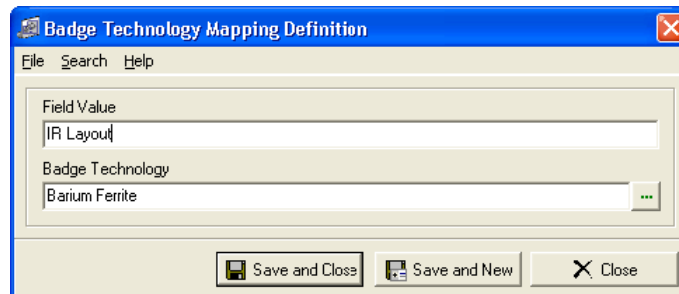 Badge Technology Mapping Definition
File Search Help
Field Value
IR Layout
Badge Technology
Barium Ferrite
...
Save and Close Save and New Close